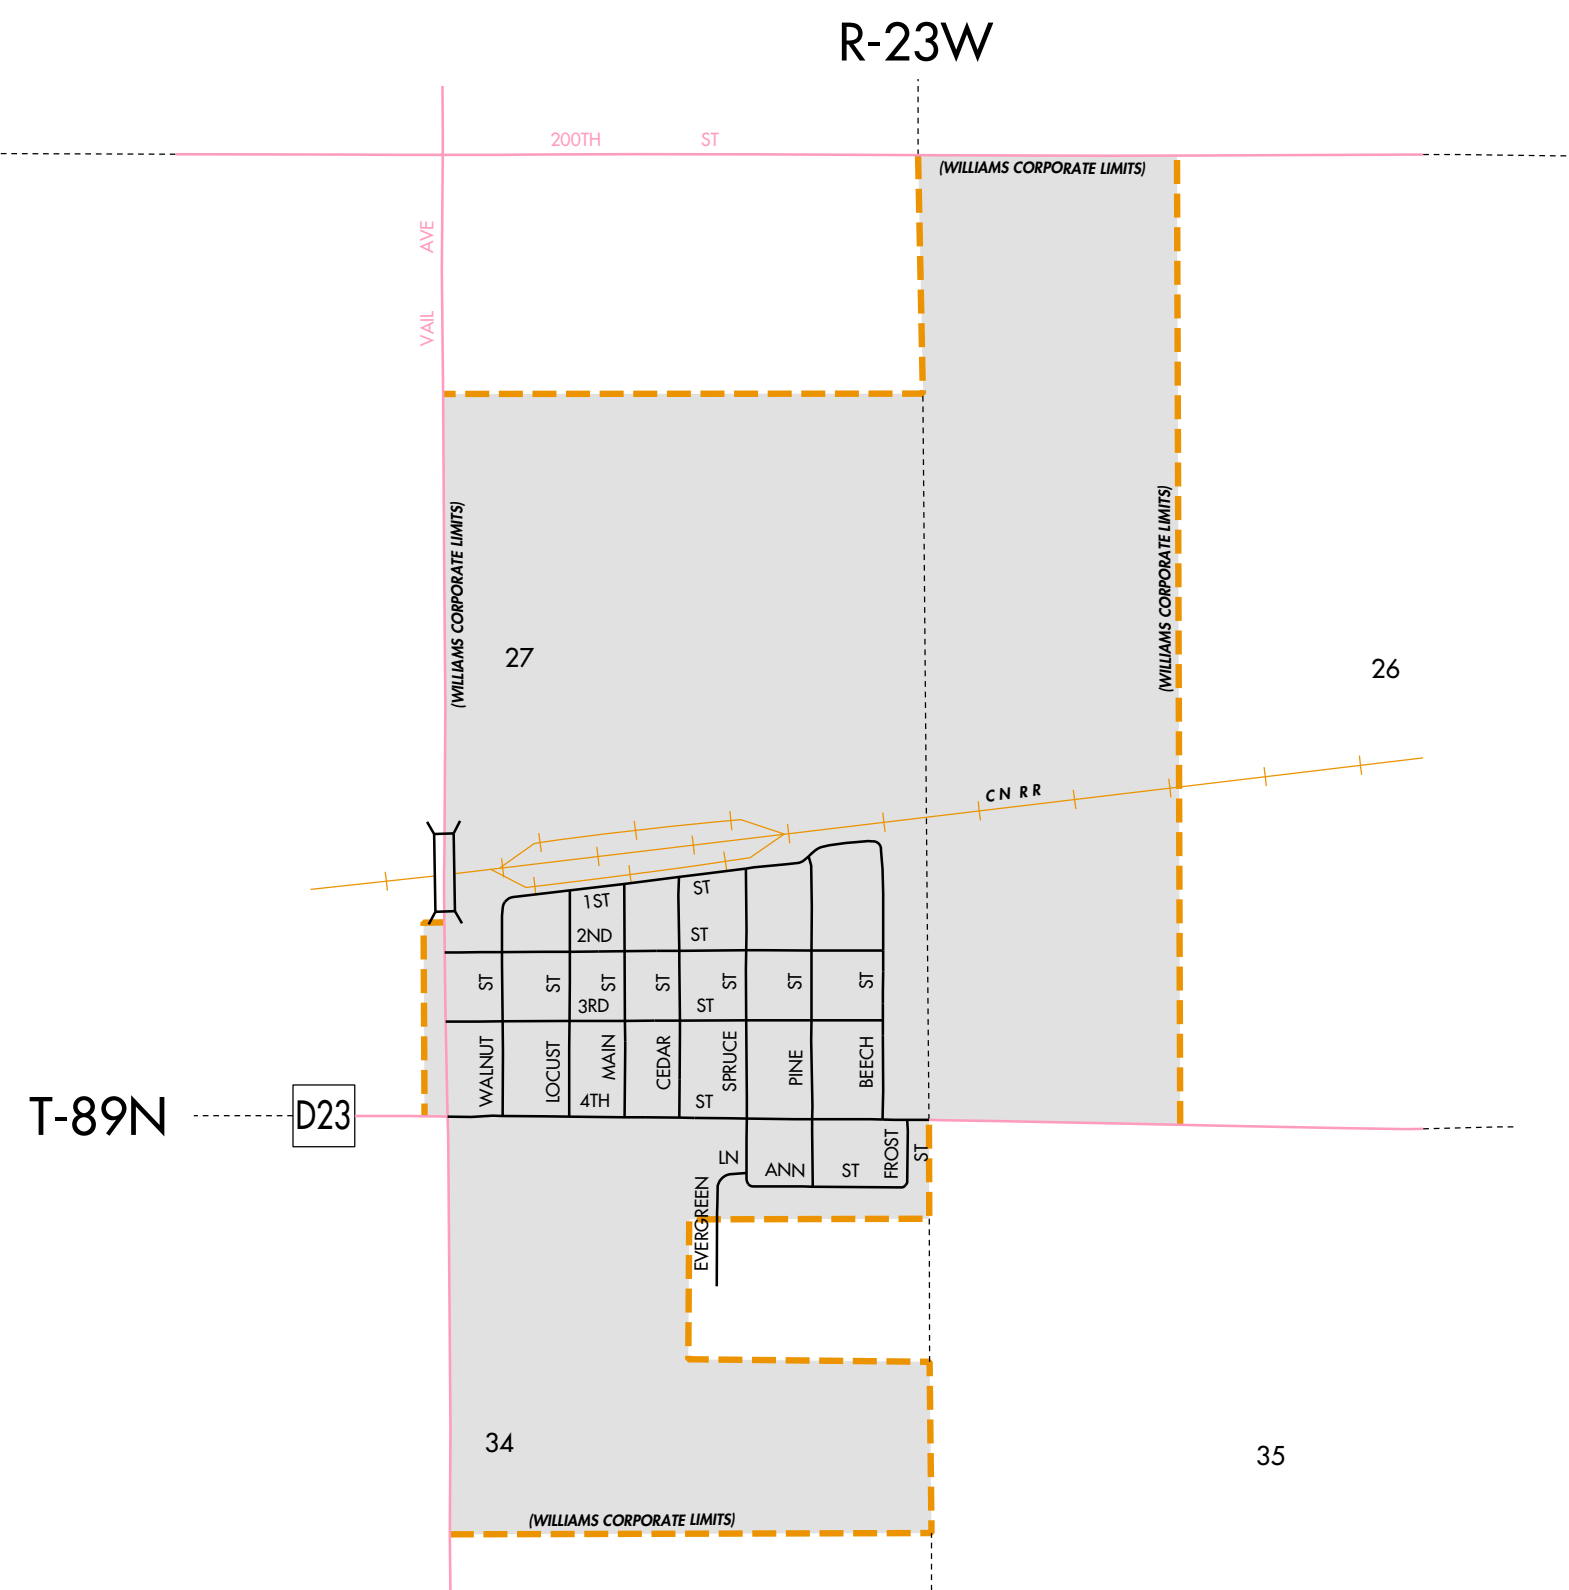 R-23W
200TH ST
(WILLIAMS CORPORATE LIMITS)
VAIL AVE
(WILLIAMS CORPORATE LIMITS)
(WILLIAMS CORPORATE LIMITS)
27
26
CN RR
1ST ST
2ND ST
3RD ST
4TH ST
WALNUT ST
LOCUST ST
MAIN ST
CEDAR ST
SPRUCE ST
PINE ST
BEECH ST
T-89N
D23
EVERGREEN LN
ANN ST
FROST ST
34
35
(WILLIAMS CORPORATE LIMITS)